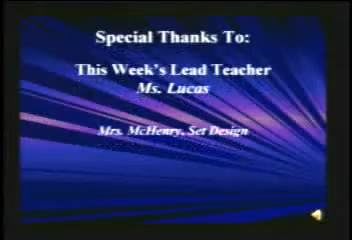 Special Thanks To:
This Week's Lead Teacher
Ms. Lucas
Mrs. McHenry, Set Design